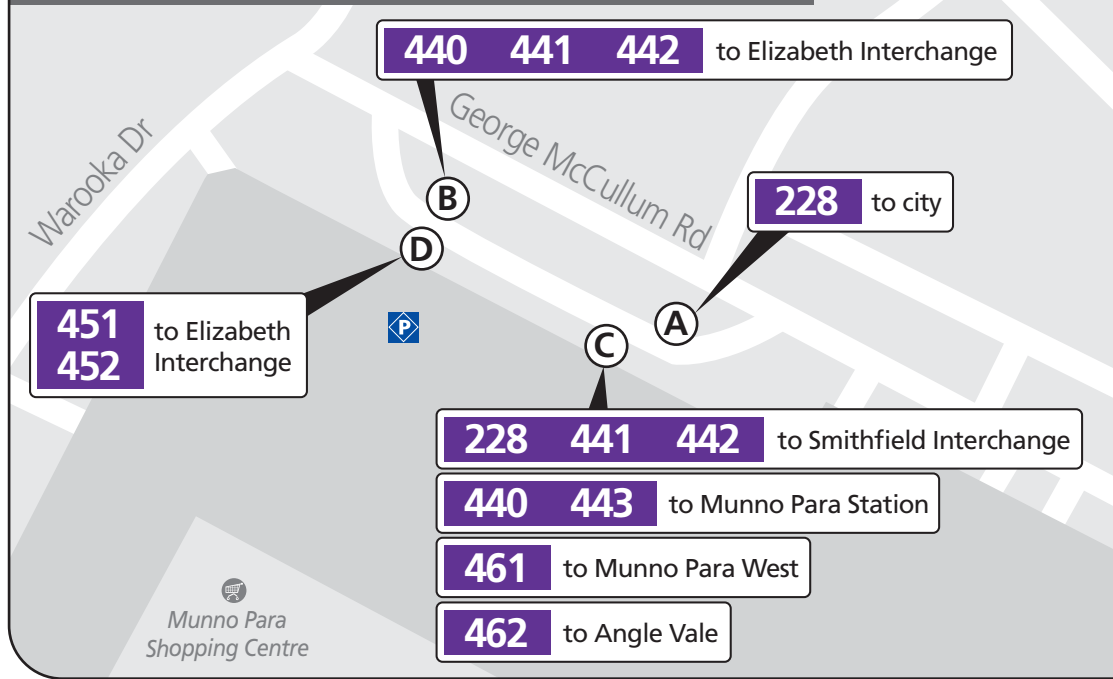 440 441 442 to Elizabeth Interchange
Warooka Dr
George McCullum Rd
B
228 to city
D
A
451
452
to Elizabeth
Interchange
P
C
228 441 442 to Smithfield Interchange
440 443 to Munno Para Station
461 to Munno Para West
462 to Angle Vale
Munno Para
Shopping Centre